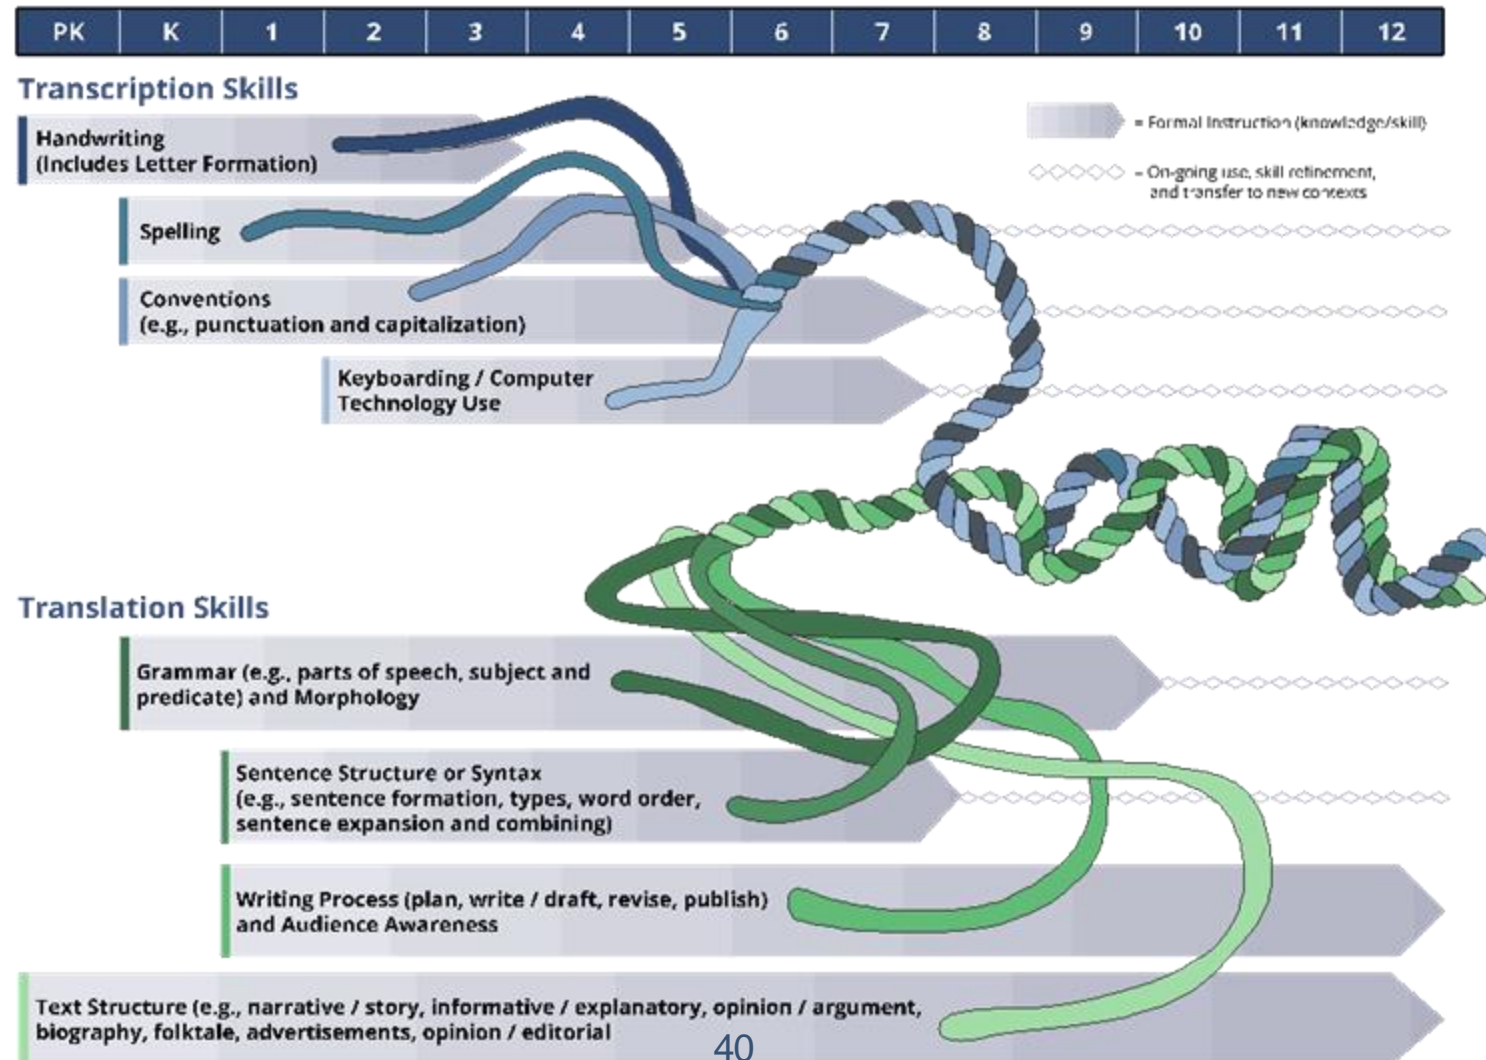 PK K 1 2 3 4 5 6 7 8 9 10 11 12
Transcription Skills
Handwriting
(Includes Letter Formation)
= Formal Instruction (knowledge/skill)
= On-going use, skill refinement,
and transfer to new contexts
Spelling
Conventions
(e.g., punctuation and capitalization)
Keyboarding / Computer
Technology Use
Translation Skills
Grammar (e.g., parts of speech, subject and
predicate) and Morphology
Sentence Structure or Syntax
(e.g., sentence formation, types, word order,
sentence expansion and combining)
Writing Process (plan, write / draft, revise, publish)
and Audience Awareness
Text Structure (e.g., narrative / story, informative / explanatory, opinion / argument,
biography, folktale, advertisements, opinion / editorial
40